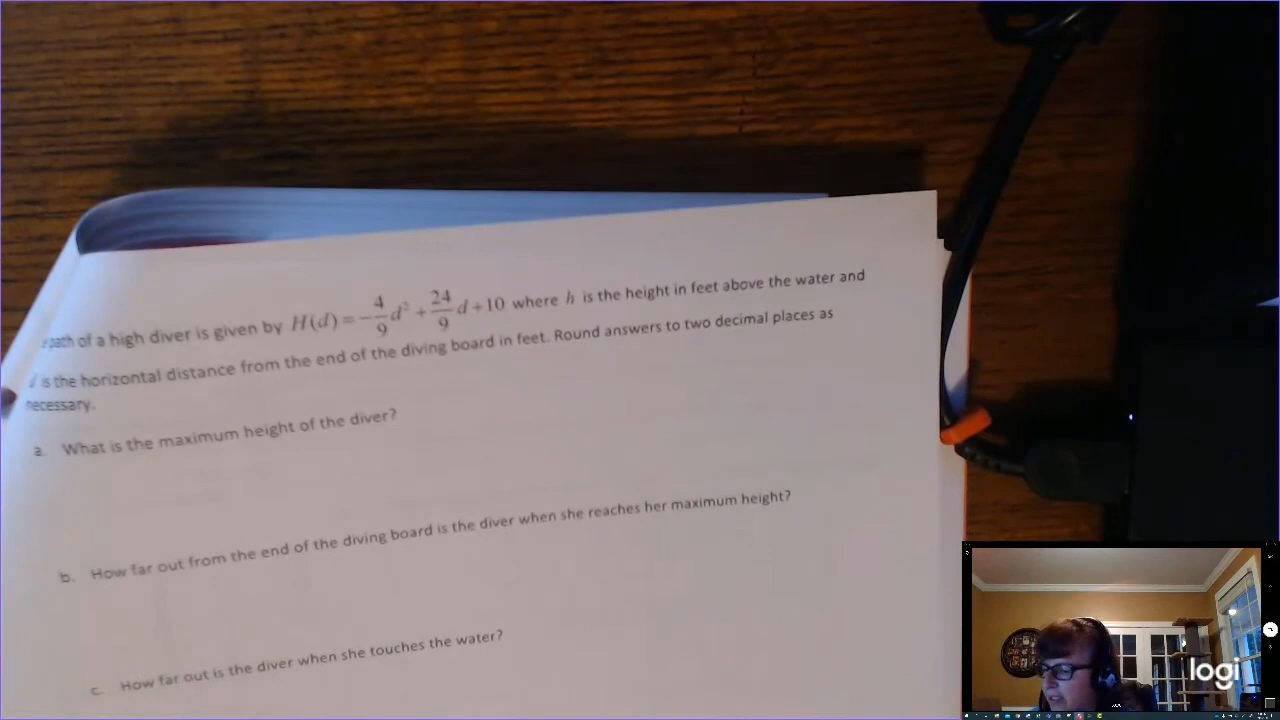 path of a high diver is given by H(d) = -4/9 d² + 24/9 d + 10 where h is the height in feet above the water and
d is the horizontal distance from the end of the diving board in feet. Round answers to two decimal places as
necessary.
a. What is the maximum height of the diver?
b. How far out from the end of the diving board is the diver when she reaches her maximum height?
c. How far out is the diver when she touches the water?
logi